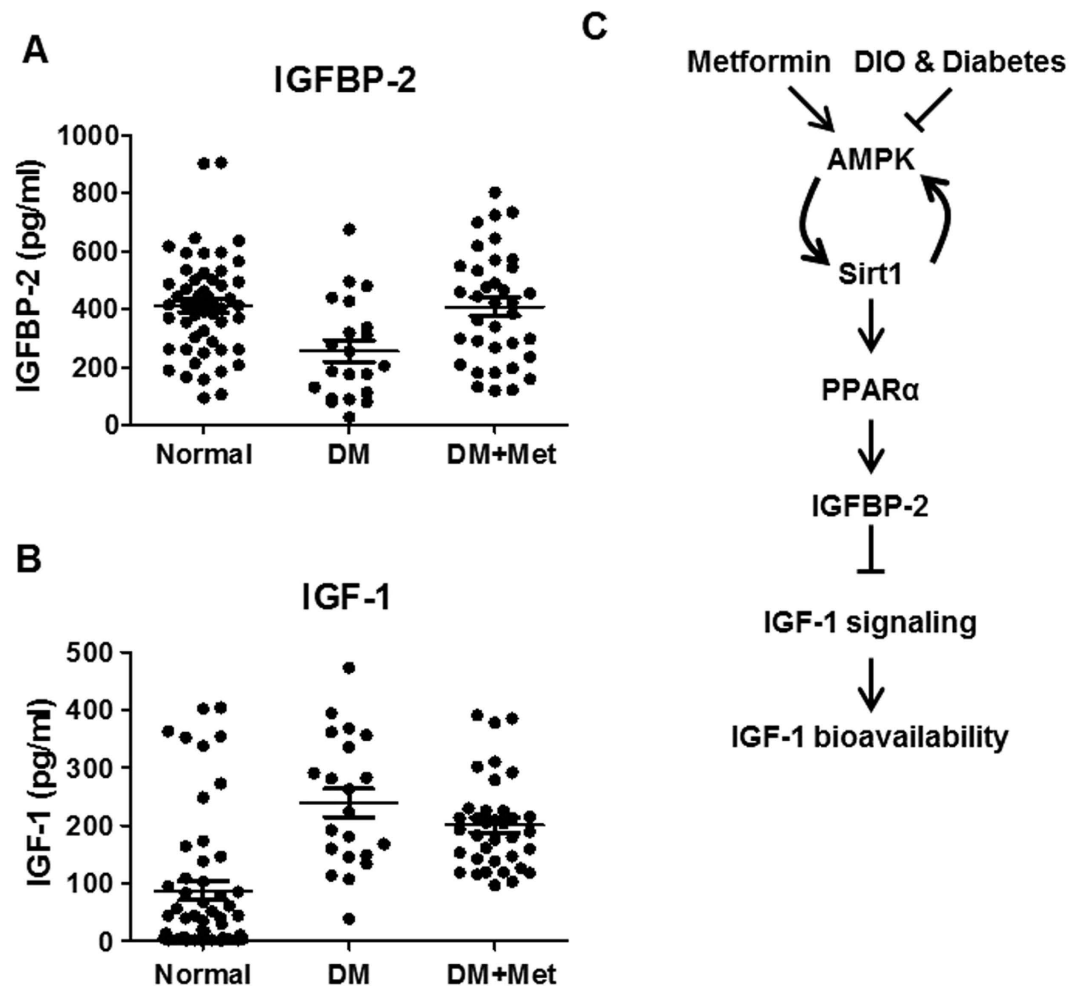 A
IGFBP-2
IGFBP-2 (pg/ml)
1000
800
600
400
200
0
Normal DM DM+Met
B
IGF-1
IGF-1 (pg/ml)
500
400
300
200
100
0
Normal DM DM+Met
C
Metformin DIO & Diabetes
AMPK
Sirt1
PPARα
IGFBP-2
IGF-1 signaling
IGF-1 bioavailability